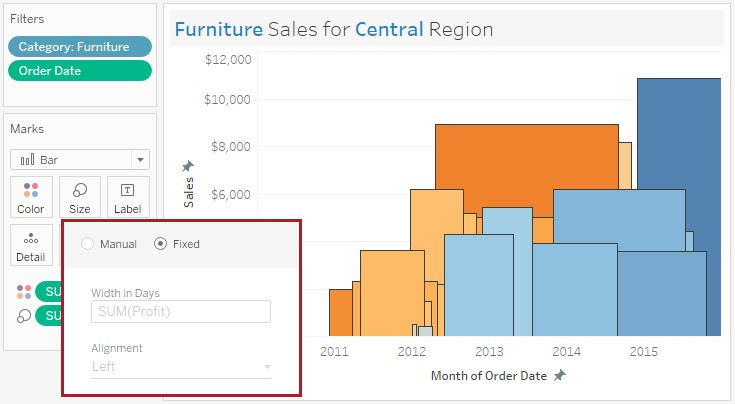 Filters
Category: Furniture
Order Date
Marks
Bar
Color
Size
Label
Detail
SU
SU
Manual
Fixed
Width in Days
SUM(Profit)
Alignment
Left
Furniture Sales for Central Region
$12,000
$10,000
$8,000
$6,000
Sales
2011
2012
2013
2014
2015
Month of Order Date